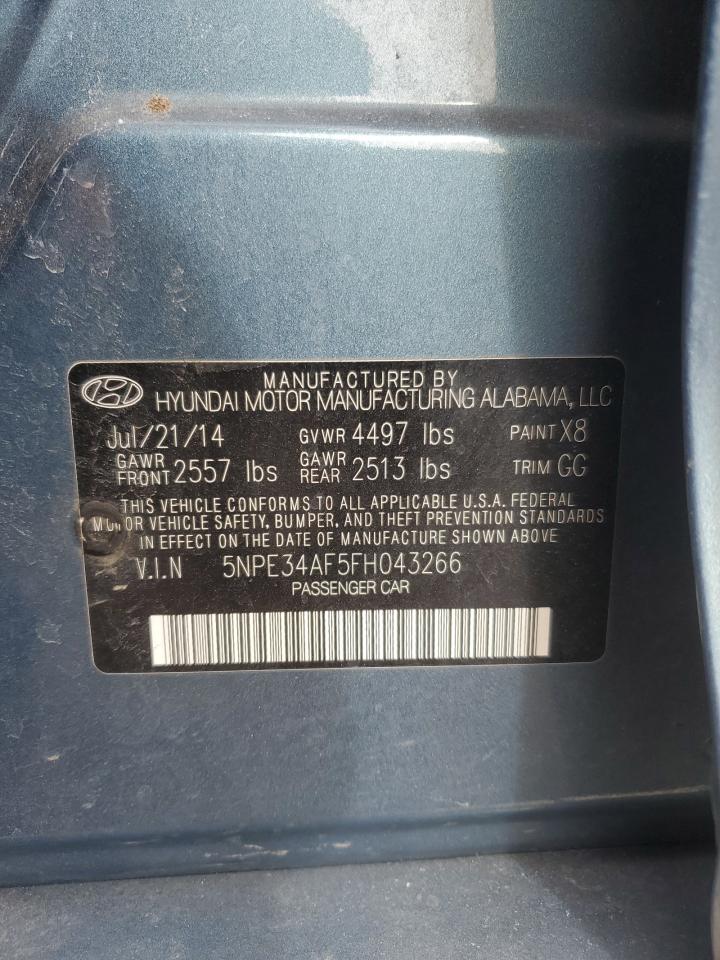 MANUFACTURED BY
HYUNDAI MOTOR MANUFACTURING ALABAMA, LLC
Jul/21/14 GVWR 4497 lbs PAINT X8
GAWR FRONT 2557 lbs GAWR REAR 2513 lbs TRIM GG
THIS VEHICLE CONFORMS TO ALL APPLICABLE U.S.A. FEDERAL
MOTOR VEHICLE SAFETY, BUMPER, AND THEFT PREVENTION STANDARDS
IN EFFECT ON THE DATE OF MANUFACTURE SHOWN ABOVE
V.I.N 5NPE34AF5FH043266
PASSENGER CAR